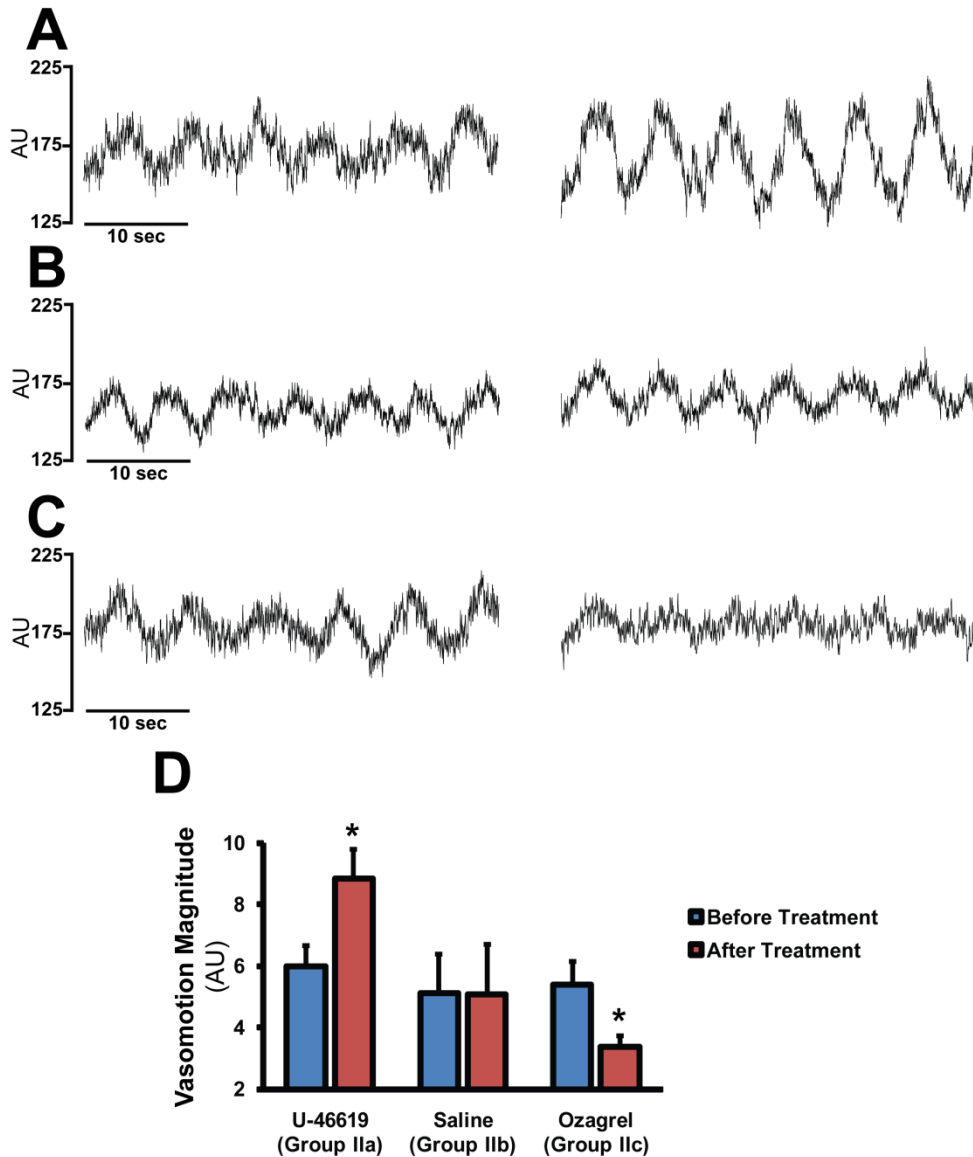 A
225
175
125
AU
10 sec
B
225
175
125
AU
10 sec
C
225
175
125
AU
10 sec
D
Vasomotion Magnitude
(AU)
10
8
6
4
2
*
*
U-46619
(Group IIa)
Saline
(Group IIb)
Ozagrel
(Group IIc)
Before Treatment
After Treatment